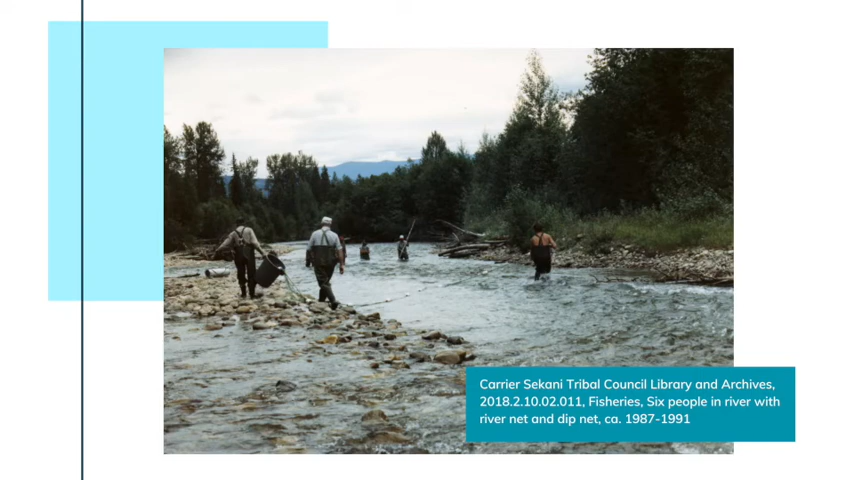 Carrier Sekani Tribal Council Library and Archives,
2018.2.10.02.011, Fisheries, Six people in river with
river net and dip net, ca. 1987-1991